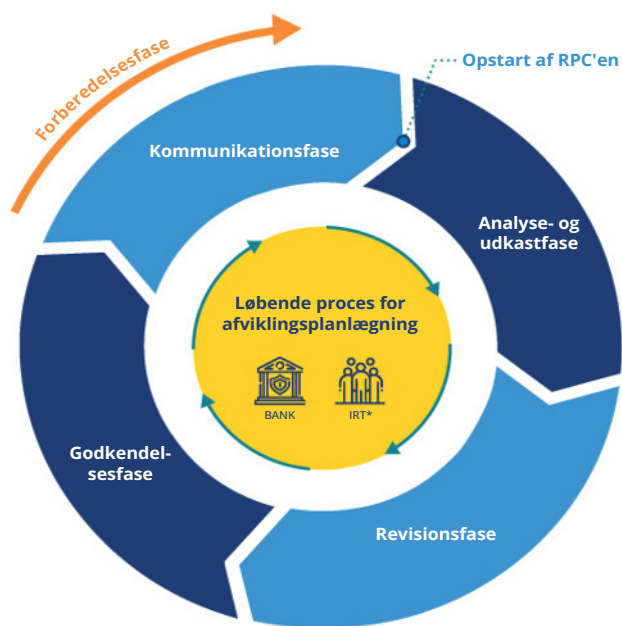 Forberedelsesfase
Opstart af RPC'en
Kommunikationsfase
Analyse- og
udkastfase
Løbende proces for
afviklingsplanlægning
BANK
IRT*
Godkendel-
sesfase
Revisionsfase